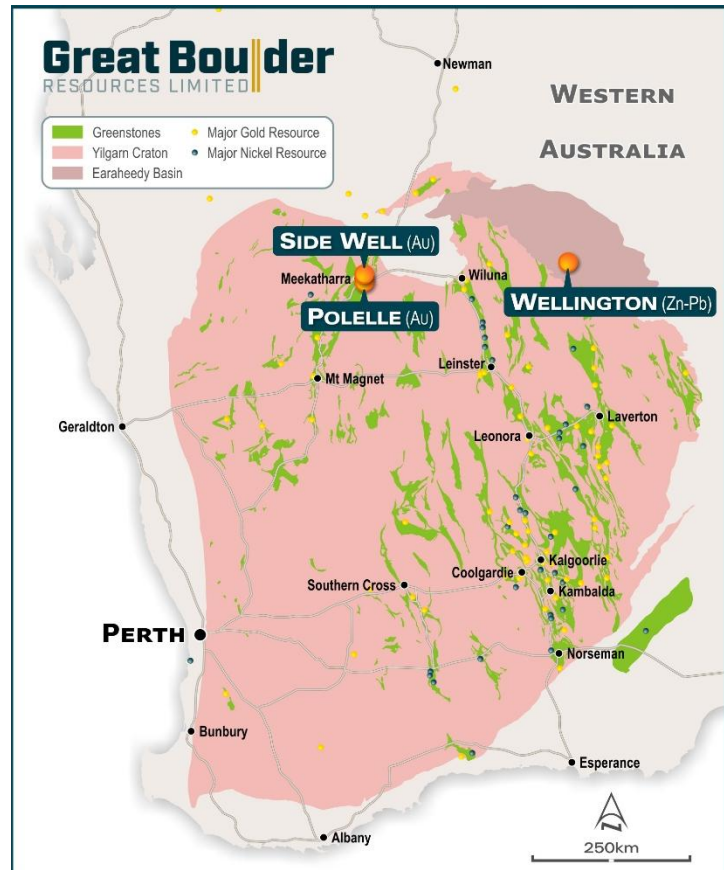 Great Boulder
RESOURCES LIMITED
Greenstones
Yilgarn Craton
Earaheedy Basin
Major Gold Resource
Major Nickel Resource
Newman
WESTERN
AUSTRALIA
SIDE WELL (Au)
Meekatharra
Wiluna
POLELLE (Au)
WELLINGTON (Zn-Pb)
Leinster
Mt Magnet
Geraldton
Laverton
Leonora
Kalgoorlie
Coolgardie
Kambalda
Southern Cross
PERTH
Norseman
Bunbury
Esperance
Albany
N
250km